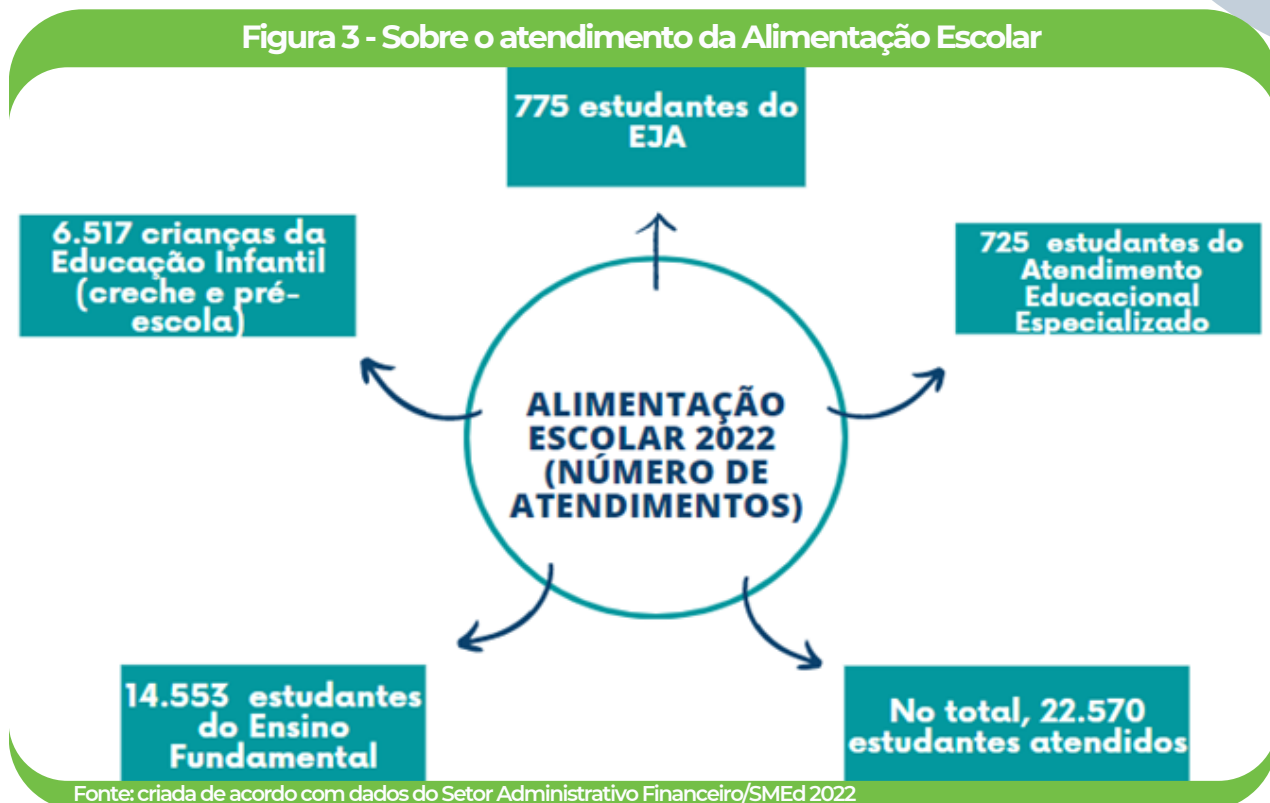 Figura 3 - Sobre o atendimento da Alimentação Escolar
775 estudantes do
EJA
6.517 crianças da
Educação Infantil
(creche e pré-
escola)
725 estudantes do
Atendimento
Educacional
Especializado
ALIMENTAÇÃO
ESCOLAR 2022
(NÚMERO DE
ATENDIMENTOS)
14.553 estudantes
do Ensino
Fundamental
No total, 22.570
estudantes atendidos
Fonte: criada de acordo com dados do Setor Administrativo Financeiro/SMEd 2022